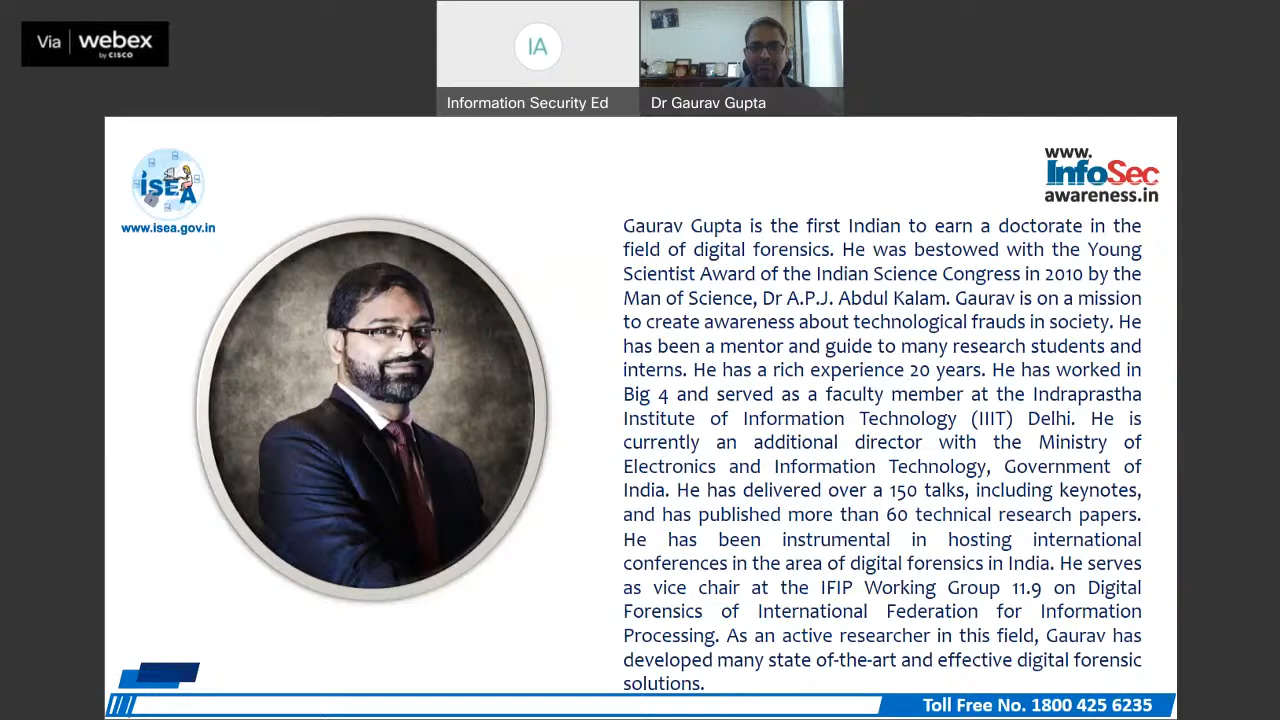 Via webex
by CISCO
IA
Information Security Ed
Dr Gaurav Gupta
ISEA
www.isea.gov.in
www.
InfoSec
awareness.in
Gaurav Gupta is the first Indian to earn a doctorate in the
field of digital forensics. He was bestowed with the Young
Scientist Award of the Indian Science Congress in 2010 by the
Man of Science, Dr A.P.J. Abdul Kalam. Gaurav is on a mission
to create awareness about technological frauds in society. He
has been a mentor and guide to many research students and
interns. He has a rich experience 20 years. He has worked in
Big 4 and served as a faculty member at the Indraprastha
Institute of Information Technology (IIIT) Delhi. He is
currently an additional director with the Ministry of
Electronics and Information Technology, Government of
India. He has delivered over a 150 talks, including keynotes,
and has published more than 60 technical research papers.
He has been instrumental in hosting international
conferences in the area of digital forensics in India. He serves
as vice chair at the IFIP Working Group 11.9 on Digital
Forensics of International Federation for Information
Processing. As an active researcher in this field, Gaurav has
developed many state of-the-art and effective digital forensic
solutions.
Toll Free No. 1800 425 6235